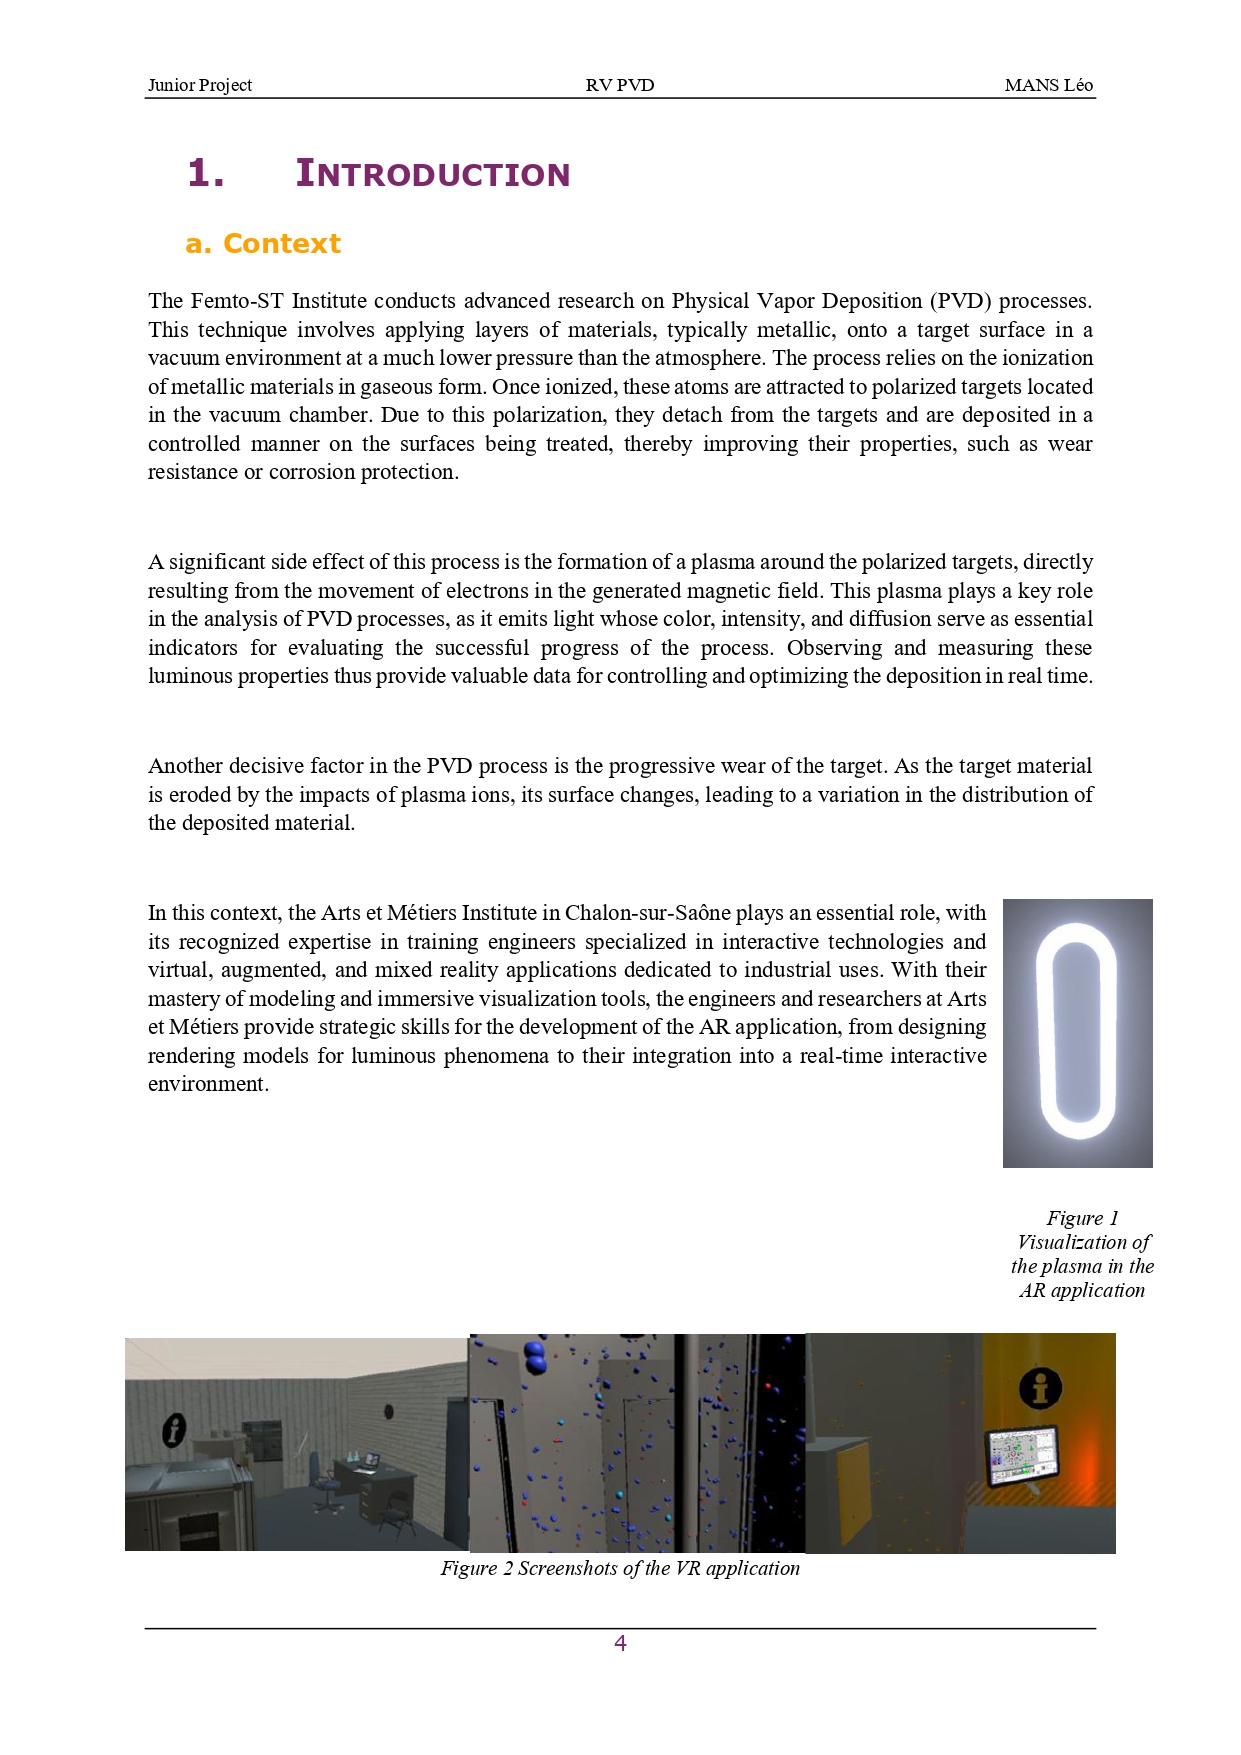 Junior Project RV PVD MANS Léo
1. INTRODUCTION
a. Context
The Femto-ST Institute conducts advanced research on Physical Vapor Deposition (PVD) processes.
This technique involves applying layers of materials, typically metallic, onto a target surface in a
vacuum environment at a much lower pressure than the atmosphere. The process relies on the ionization
of metallic materials in gaseous form. Once ionized, these atoms are attracted to polarized targets located
in the vacuum chamber. Due to this polarization, they detach from the targets and are deposited in a
controlled manner on the surfaces being treated, thereby improving their properties, such as wear
resistance or corrosion protection.
A significant side effect of this process is the formation of a plasma around the polarized targets, directly
resulting from the movement of electrons in the generated magnetic field. This plasma plays a key role
in the analysis of PVD processes, as it emits light whose color, intensity, and diffusion serve as essential
indicators for evaluating the successful progress of the process. Observing and measuring these
luminous properties thus provide valuable data for controlling and optimizing the deposition in real time.
Another decisive factor in the PVD process is the progressive wear of the target. As the target material
is eroded by the impacts of plasma ions, its surface changes, leading to a variation in the distribution of
the deposited material.
In this context, the Arts et Métiers Institute in Chalon-sur-Saône plays an essential role, with
its recognized expertise in training engineers specialized in interactive technologies and
virtual, augmented, and mixed reality applications dedicated to industrial uses. With their
mastery of modeling and immersive visualization tools, the engineers and researchers at Arts
et Métiers provide strategic skills for the development of the AR application, from designing
rendering models for luminous phenomena to their integration into a real-time interactive
environment.
Figure 1
Visualization of
the plasma in the
AR application
Figure 2 Screenshots of the VR application
4